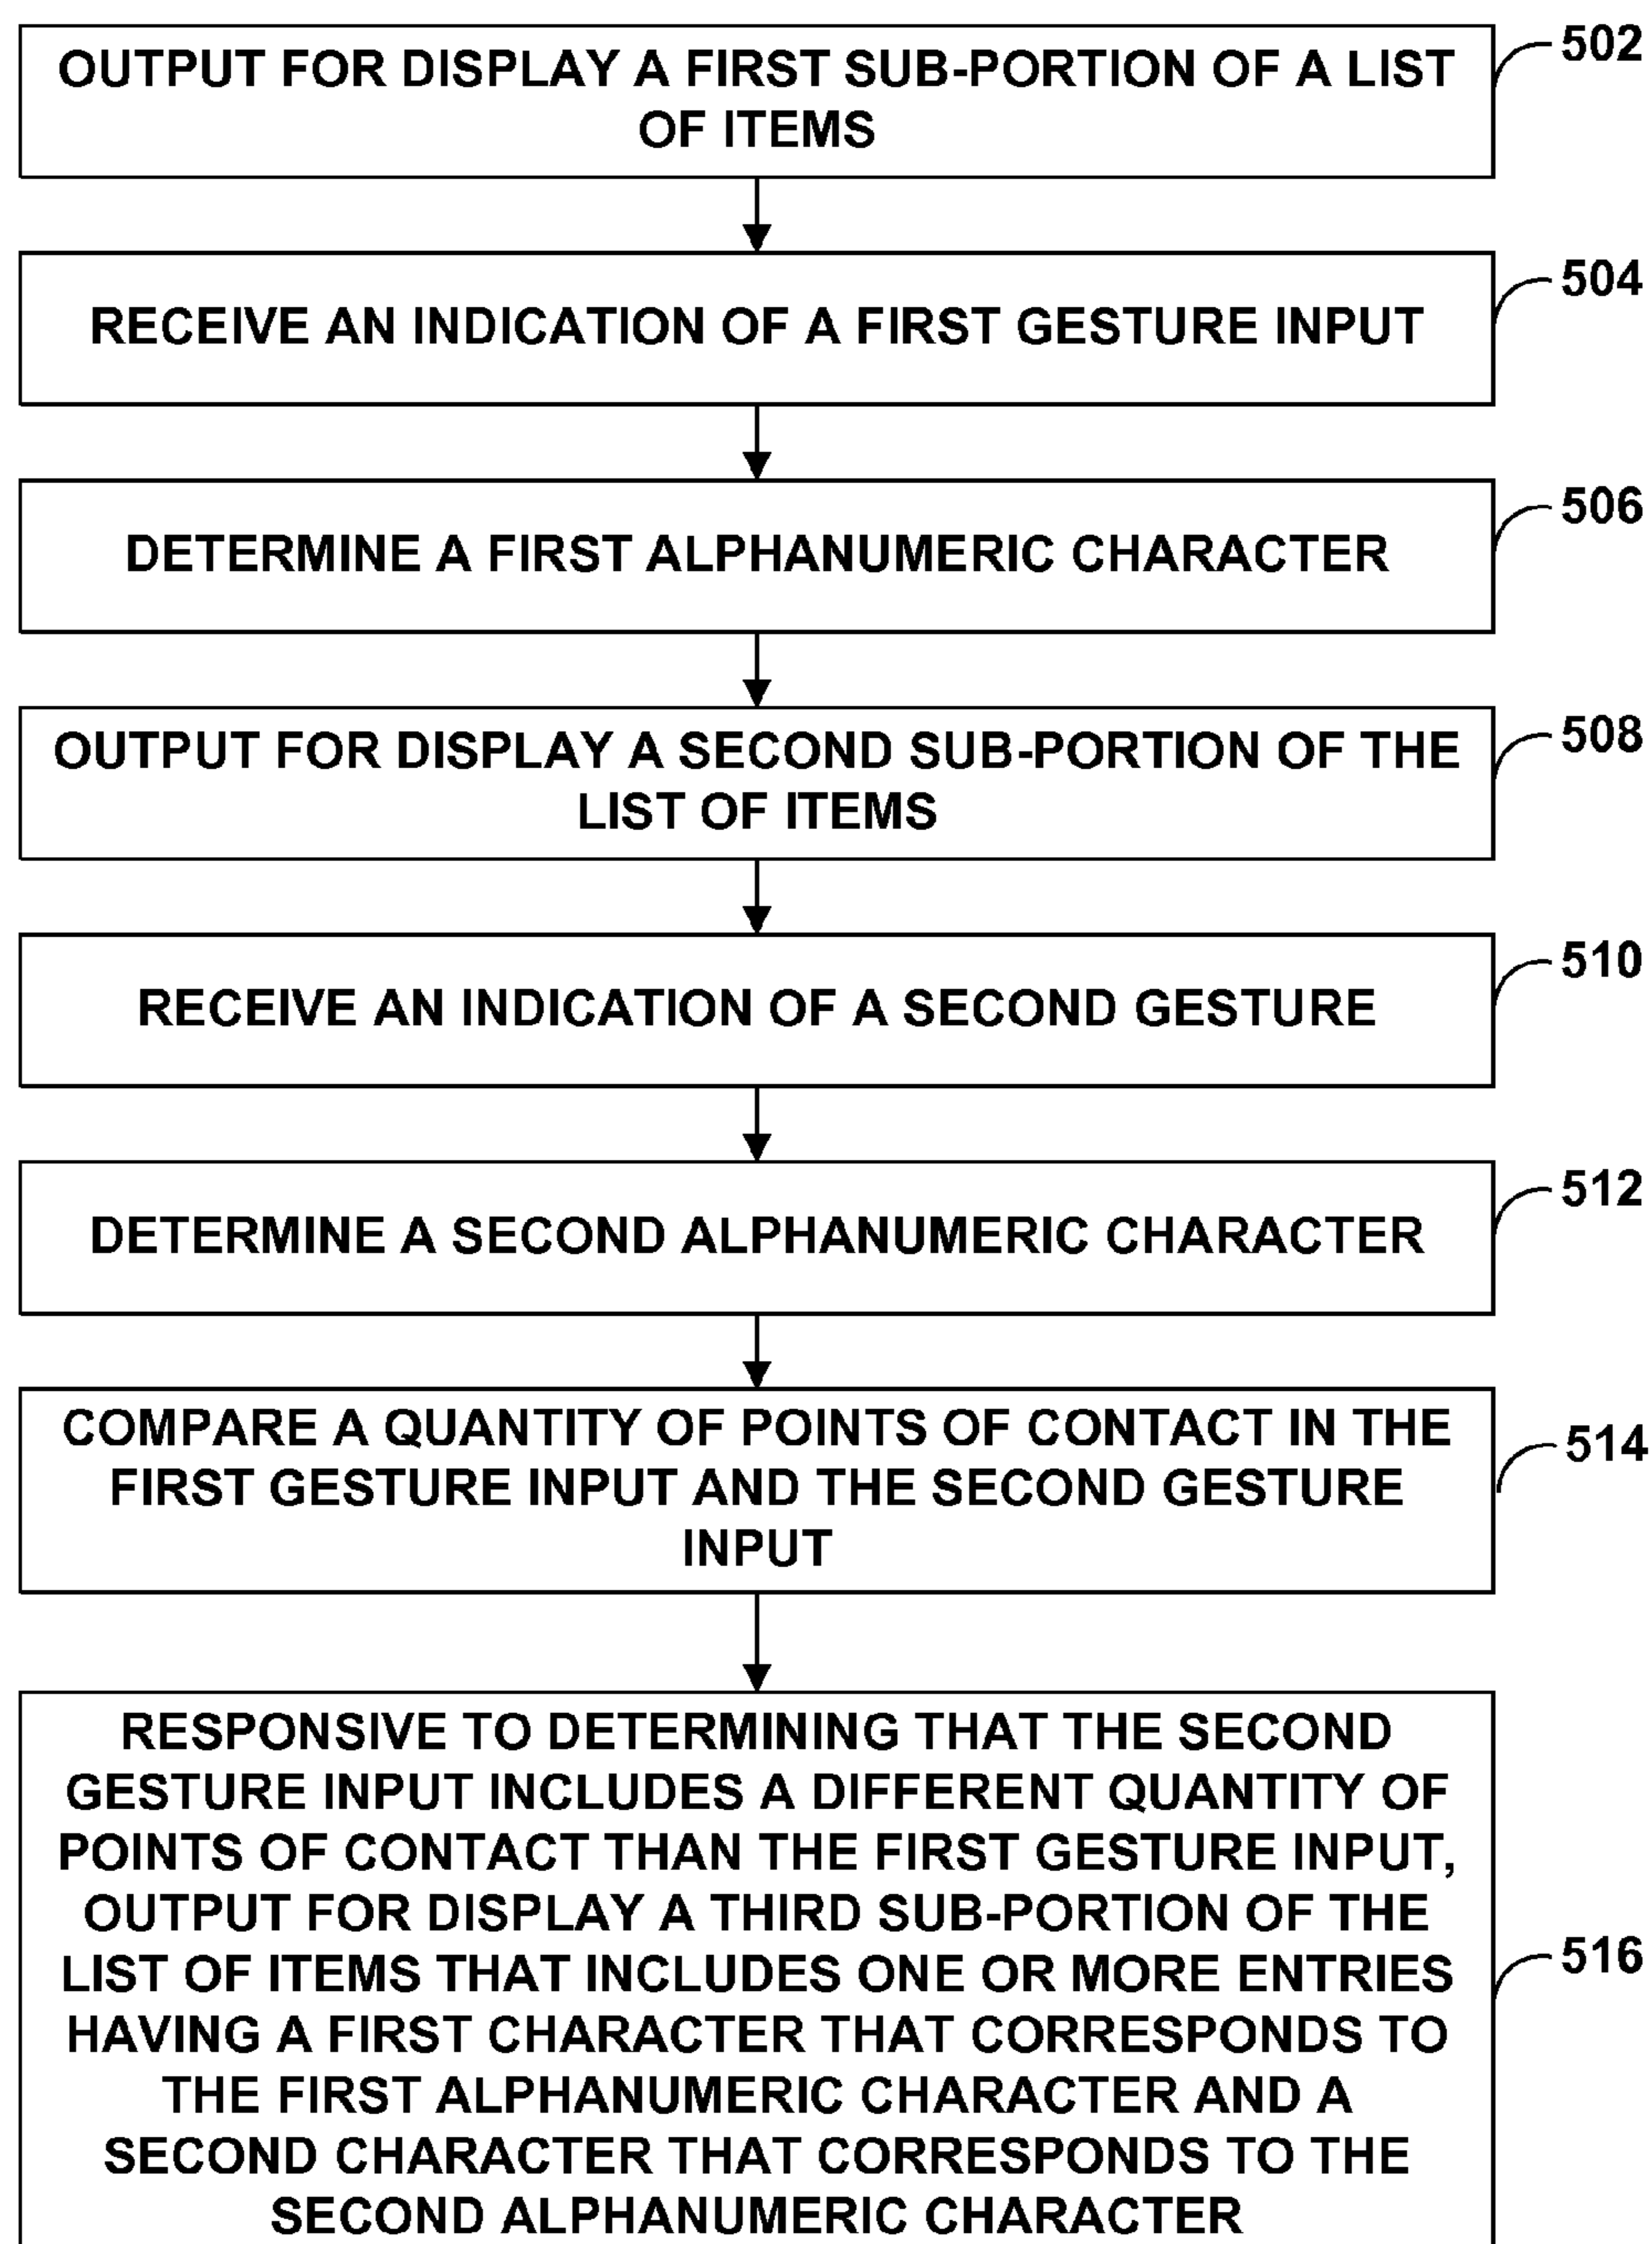 OUTPUT FOR DISPLAY A FIRST SUB-PORTION OF A LIST
OF ITEMS
502
RECEIVE AN INDICATION OF A FIRST GESTURE INPUT
504
DETERMINE A FIRST ALPHANUMERIC CHARACTER
506
OUTPUT FOR DISPLAY A SECOND SUB-PORTION OF THE
LIST OF ITEMS
508
RECEIVE AN INDICATION OF A SECOND GESTURE
510
DETERMINE A SECOND ALPHANUMERIC CHARACTER
512
COMPARE A QUANTITY OF POINTS OF CONTACT IN THE
FIRST GESTURE INPUT AND THE SECOND GESTURE
INPUT
514
RESPONSIVE TO DETERMINING THAT THE SECOND
GESTURE INPUT INCLUDES A DIFFERENT QUANTITY OF
POINTS OF CONTACT THAN THE FIRST GESTURE INPUT,
OUTPUT FOR DISPLAY A THIRD SUB-PORTION OF THE
LIST OF ITEMS THAT INCLUDES ONE OR MORE ENTRIES
HAVING A FIRST CHARACTER THAT CORRESPONDS TO
THE FIRST ALPHANUMERIC CHARACTER AND A
SECOND CHARACTER THAT CORRESPONDS TO THE
SECOND ALPHANUMERIC CHARACTER
516